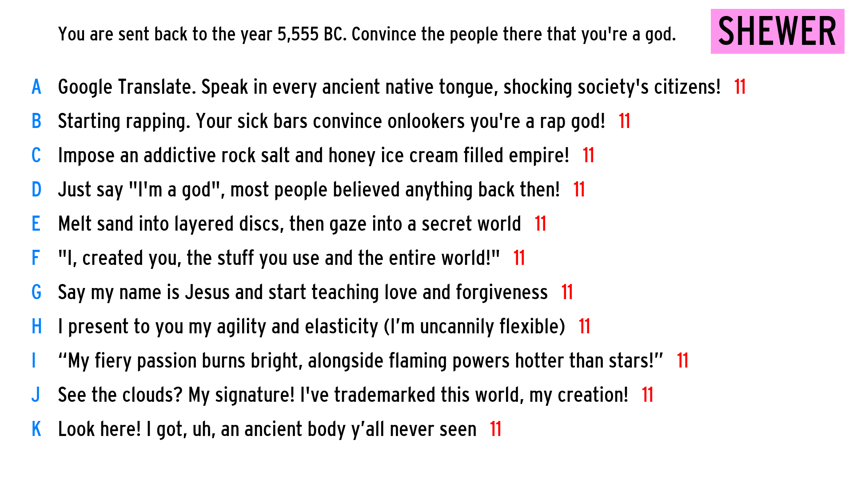 You are sent back to the year 5,555 BC. Convince the people there that you're a god.
SHEWER
A Google Translate. Speak in every ancient native tongue, shocking society's citizens! 11
B Starting rapping. Your sick bars convince onlookers you're a rap god! 11
C Impose an addictive rock salt and honey ice cream filled empire! 11
D Just say "I'm a god", most people believed anything back then! 11
E Melt sand into layered discs, then gaze into a secret world 11
F "I, created you, the stuff you use and the entire world!" 11
G Say my name is Jesus and start teaching love and forgiveness 11
H I present to you my agility and elasticity (I’m uncannily flexible) 11
I “My fiery passion burns bright, alongside flaming powers hotter than stars!” 11
J See the clouds? My signature! I've trademarked this world, my creation! 11
K Look here! I got, uh, an ancient body y’all never seen 11